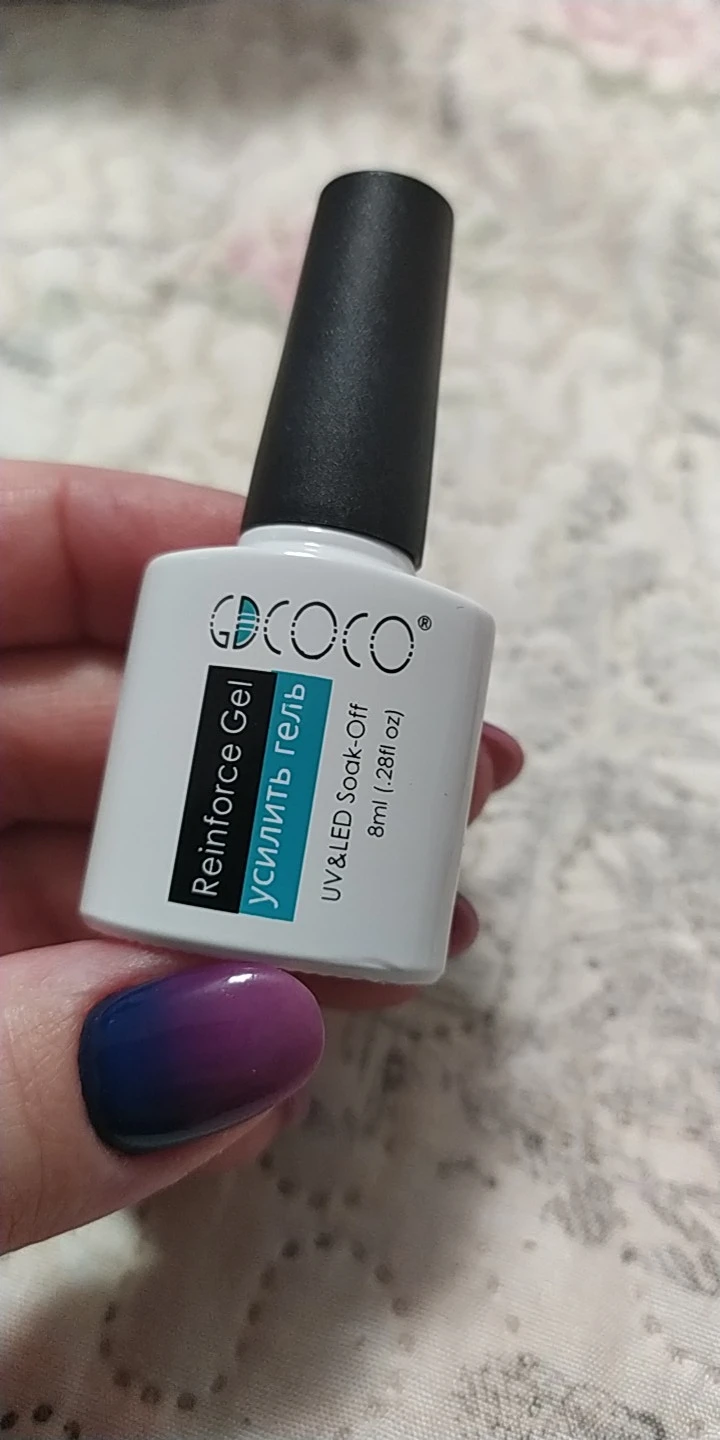 GDCOCO®
Reinforce Gel
усилить гель
UV&LED Soak-Off
8ml (.28fl oz)